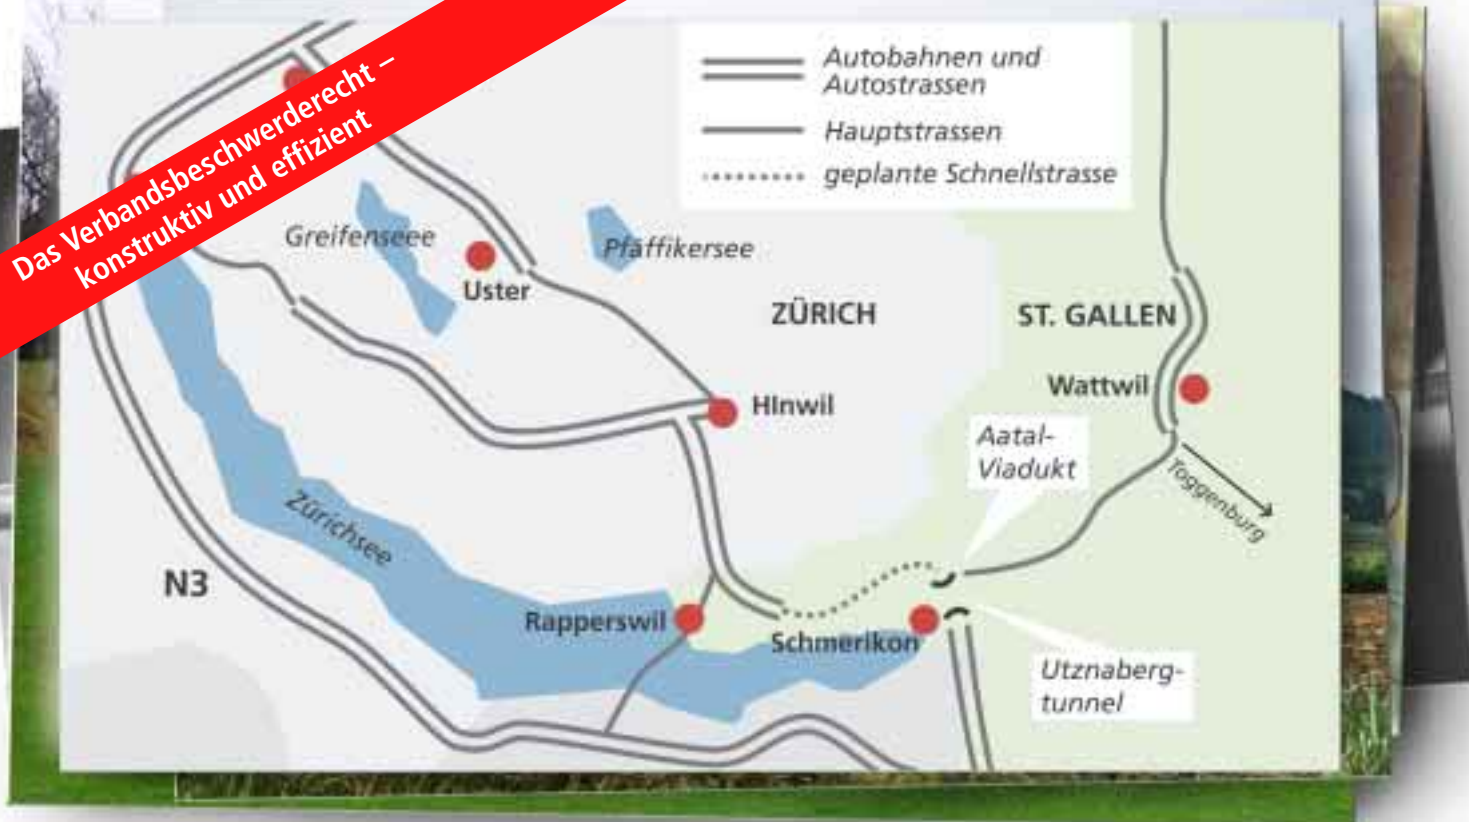 Das Verbandsbeschwerderecht –
konstruktiv und effizient
Autobahnen und
Autostrassen
Hauptstrassen
geplante Schnellstrasse
Greifenseee
Pfäffikersee
Uster
ZÜRICH
ST. GALLEN
Wattwil
HInwil
Aatal-
Viadukt
Toggenburg
Zürichsee
N3
Rapperswil
Schmerikon
Utznaberg-
tunnel